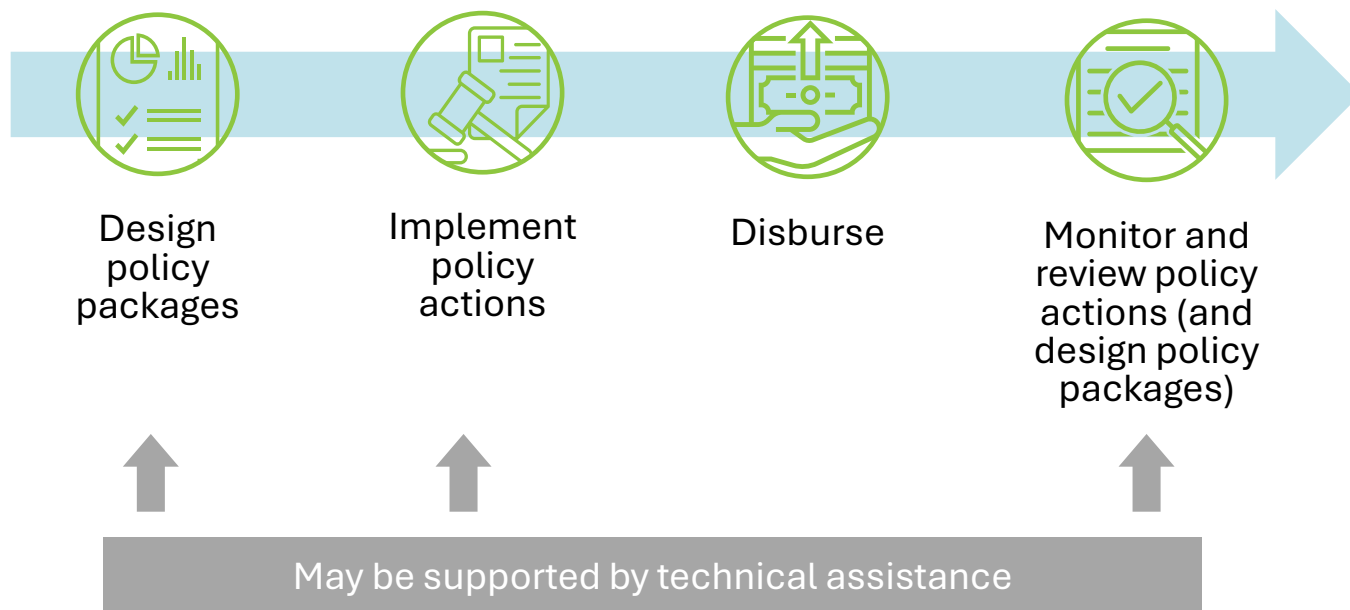 Design
policy
packages
Implement
policy
actions
Disburse
Monitor and
review policy
actions (and
design policy
packages)
May be supported by technical assistance